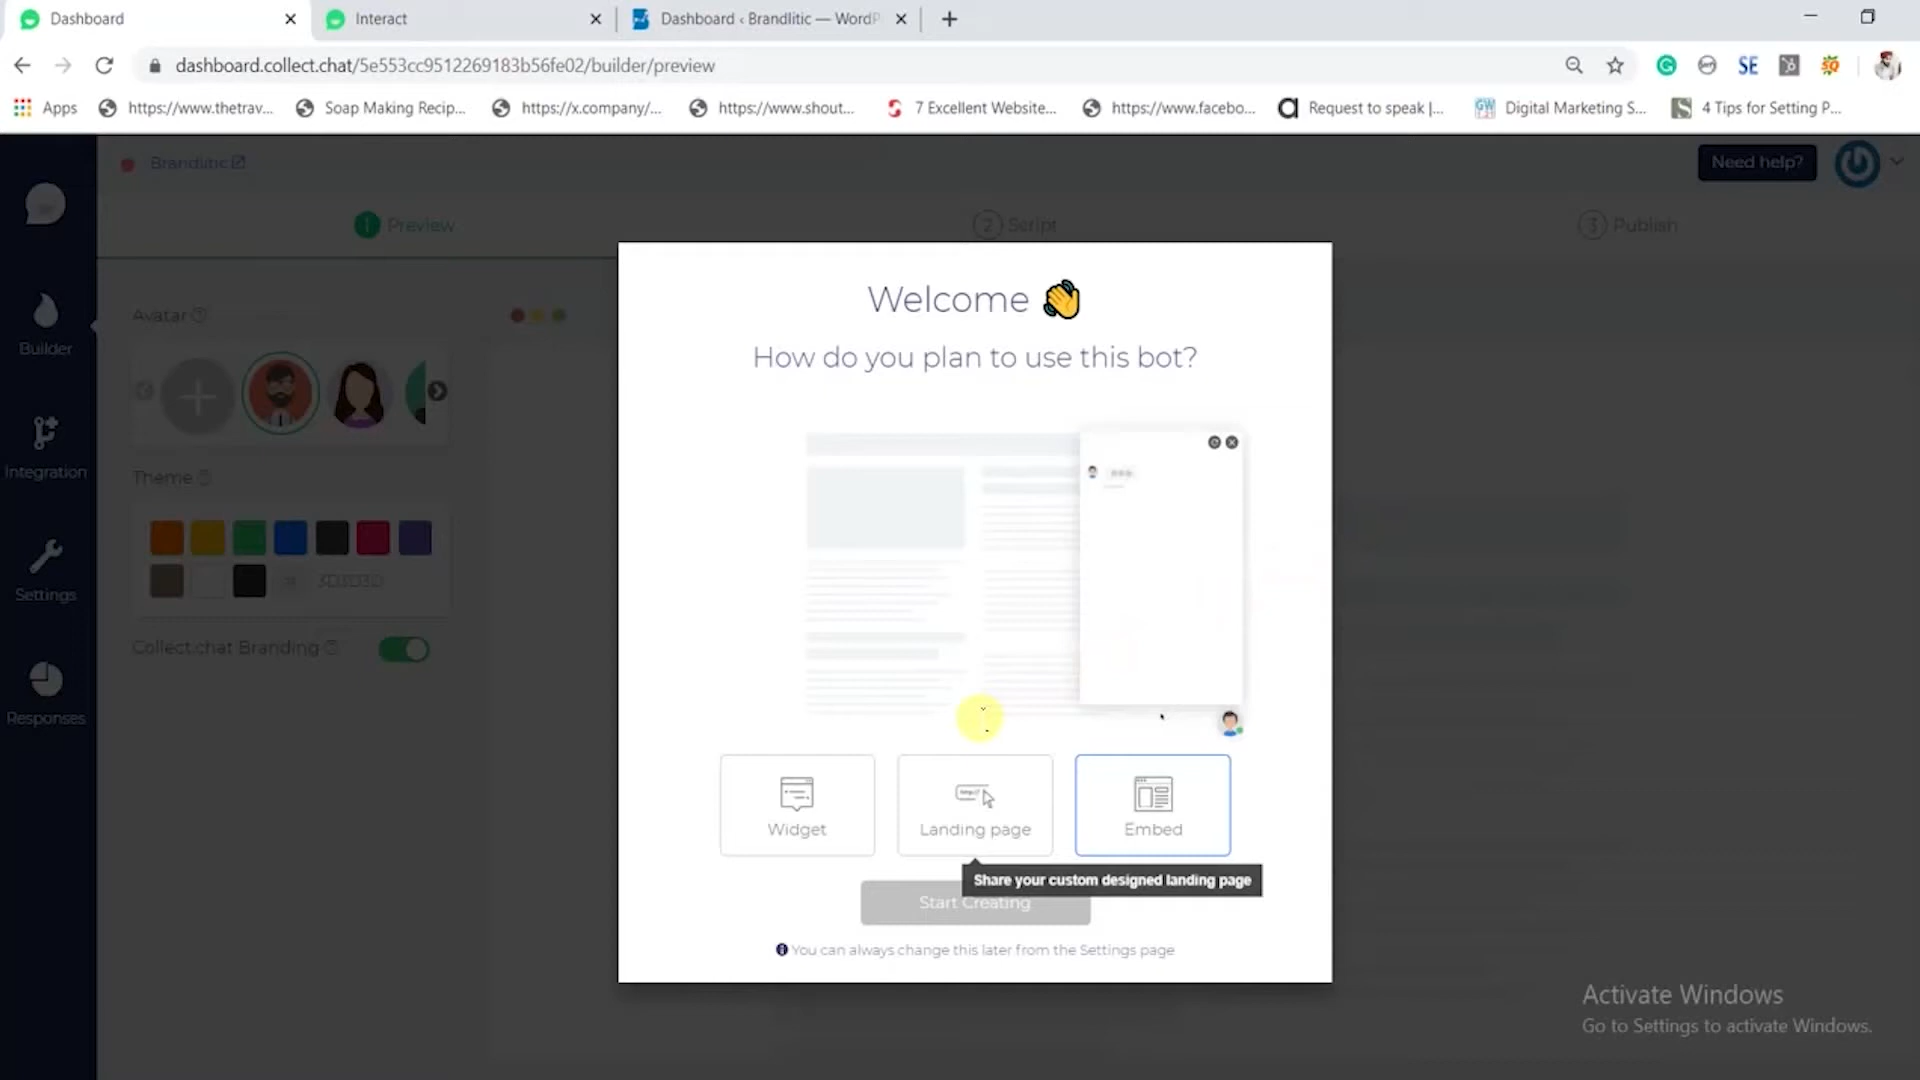 Dashboard
Interact
Dashboard ‹ Brandlitic — WordP
dashboard.collect.chat/5e553cc9512269183b56fe02/builder/preview
Apps
https://www.thetrav...
Soap Making Recip...
https://x.company/...
https://www.shout...
7 Excellent Website...
https://www.facebo...
Request to speak |...
Digital Marketing S...
4 Tips for Setting P...
Brandlitic
Need help?
1 Preview
2 Script
3 Publish
Builder
Integration
Settings
Responses
Avatar
Theme
3D3D3D
Collect.chat Branding
Welcome
How do you plan to use this bot?
Widget
Landing page
Embed
Share your custom designed landing page
Start Creating
You can always change this later from the Settings page
Activate Windows
Go to Settings to activate Windows.